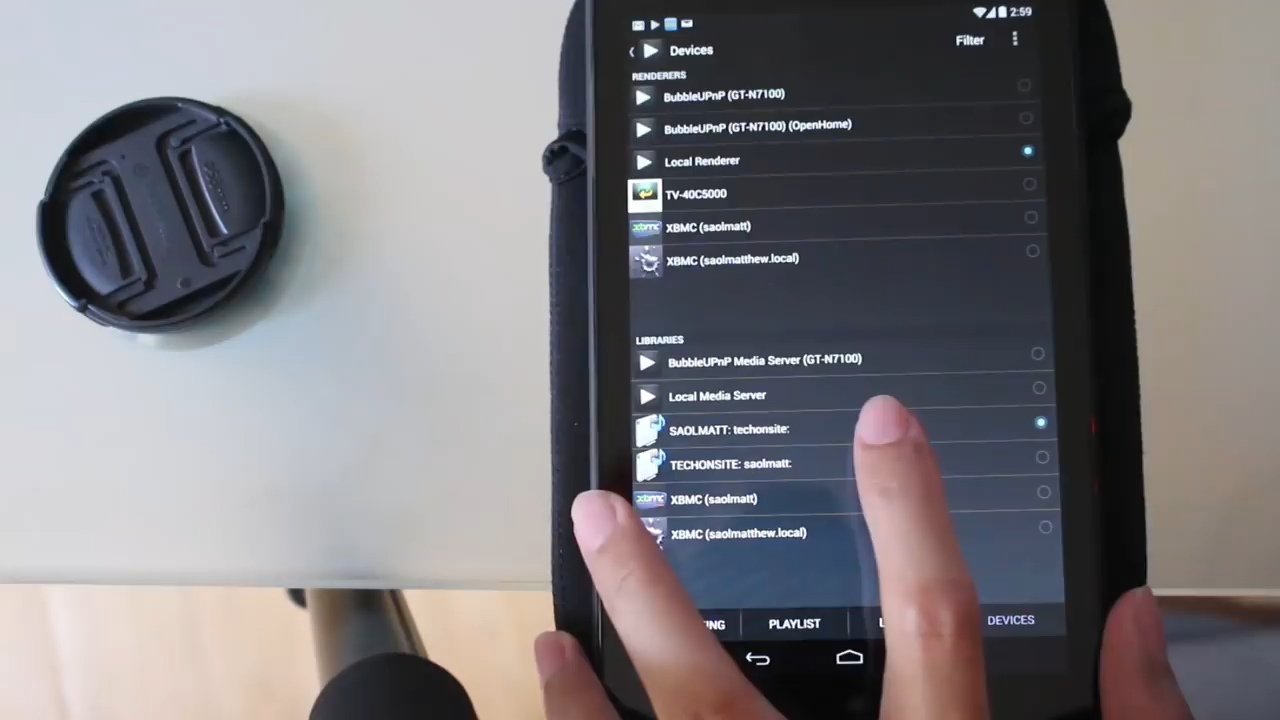 2:59
Devices
Filter
RENDERERS
BubbleUPnP (GT-N7100)
BubbleUPnP (GT-N7100) (OpenHome)
Local Renderer
TV-40C5000
xbmc XBMC (saolmatt)
XBMC (saolmatthew.local)
LIBRARIES
BubbleUPnP Media Server (GT-N7100)
Local Media Server
SAOLMATT: techonsite:
TECHONSITE: saolmatt:
xbmc XBMC (saolmatt)
XBMC (saolmatthew.local)
PLAYLIST DEVICES